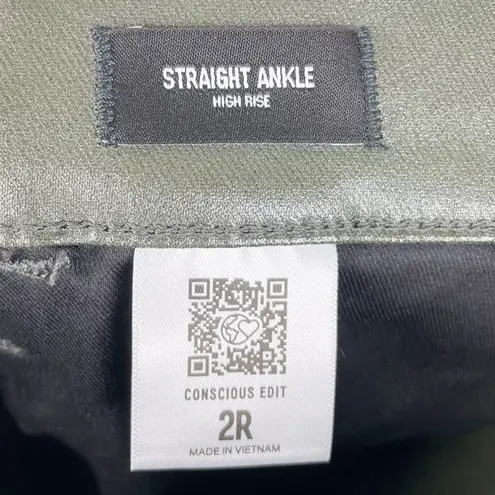 STRAIGHT ANKLE
HIGH RISE
CONSCIOUS EDIT
2R
MADE IN VIETNAM